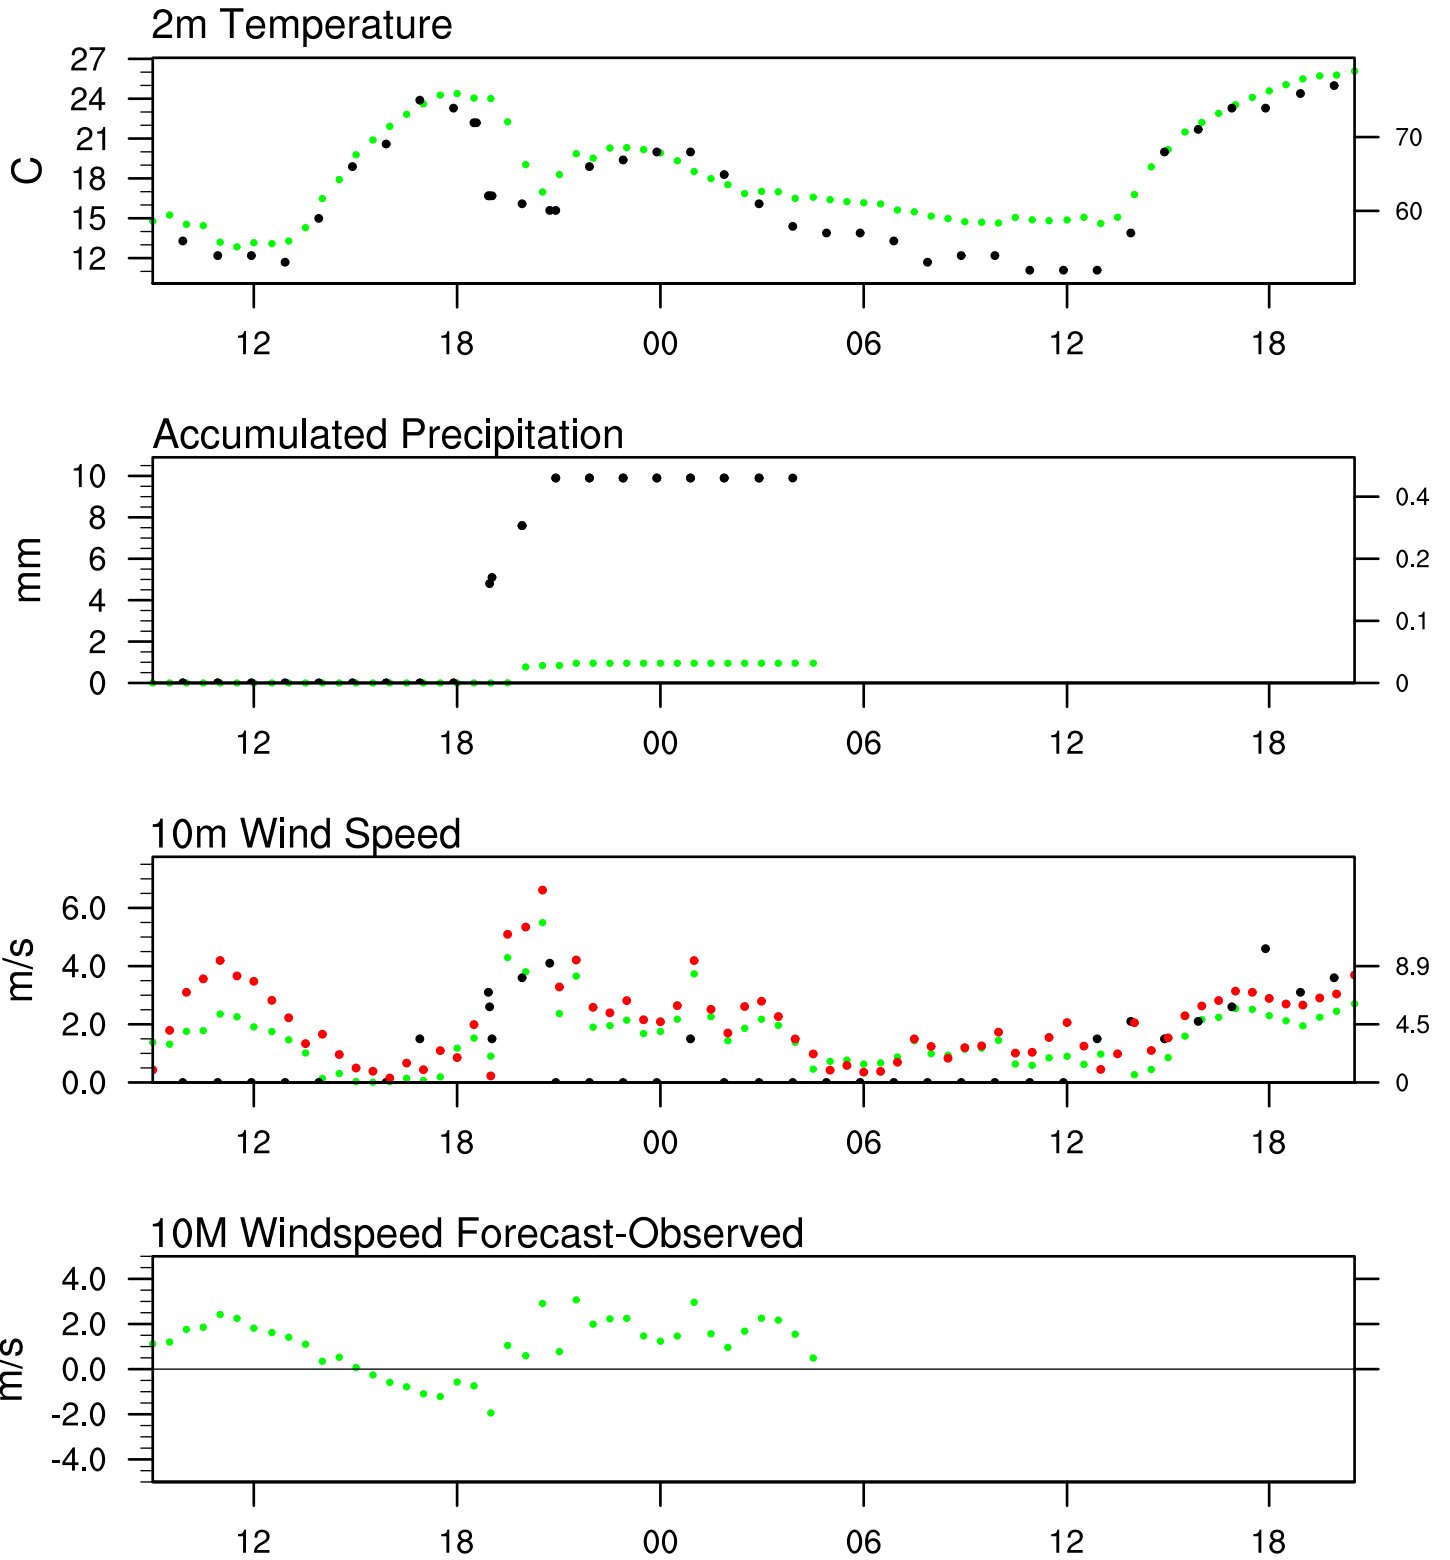 2m Temperature
27
24
21
18
15
12
C
70
60
12 18 00 06 12 18
Accumulated Precipitation
10
8
6
4
2
0
mm
0.4
0.2
0.1
0
12 18 00 06 12 18
10m Wind Speed
6.0
4.0
2.0
0.0
m/s
8.9
4.5
0
12 18 00 06 12 18
10M Windspeed Forecast-Observed
4.0
2.0
0.0
-2.0
-4.0
m/s
12 18 00 06 12 18